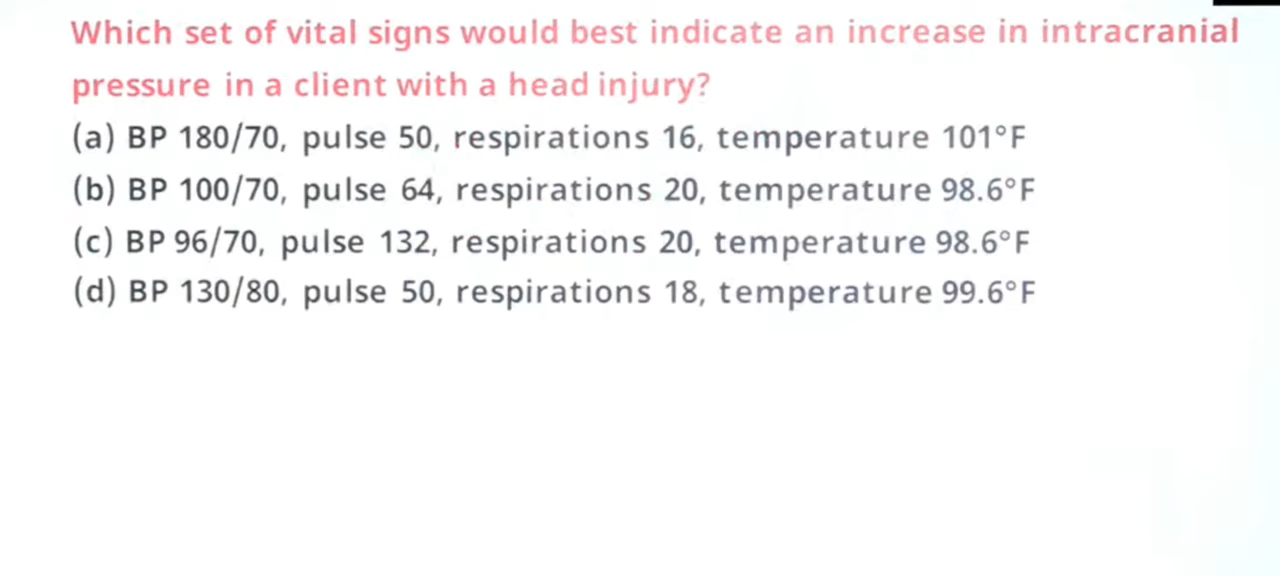 Which set of vital signs would best indicate an increase in intracranial
pressure in a client with a head injury?
(a) BP 180/70, pulse 50, respirations 16, temperature 101°F
(b) BP 100/70, pulse 64, respirations 20, temperature 98.6°F
(c) BP 96/70, pulse 132, respirations 20, temperature 98.6°F
(d) BP 130/80, pulse 50, respirations 18, temperature 99.6°F